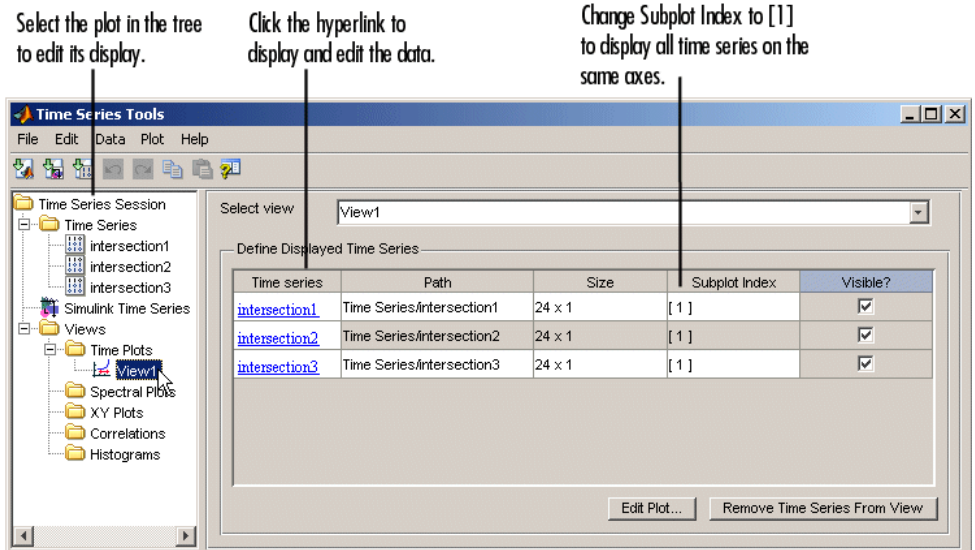 Select the plot in the tree
to edit its display.
Click the hyperlink to
display and edit the data.
Change Subplot Index to [1]
to display all time series on the
same axes.
Time Series Tools
File Edit Data Plot Help
Time Series Session
Time Series
intersection1
intersection2
intersection3
Simulink Time Series
Views
Time Plots
View1
Spectral Plots
XY Plots
Correlations
Histograms
Select view View1
Define Displayed Time Series
Time series Path Size Subplot Index Visible?
intersection1 Time Series/intersection1 24 x 1 [ 1 ]
intersection2 Time Series/intersection2 24 x 1 [ 1 ]
intersection3 Time Series/intersection3 24 x 1 [ 1 ]
Edit Plot... Remove Time Series From View